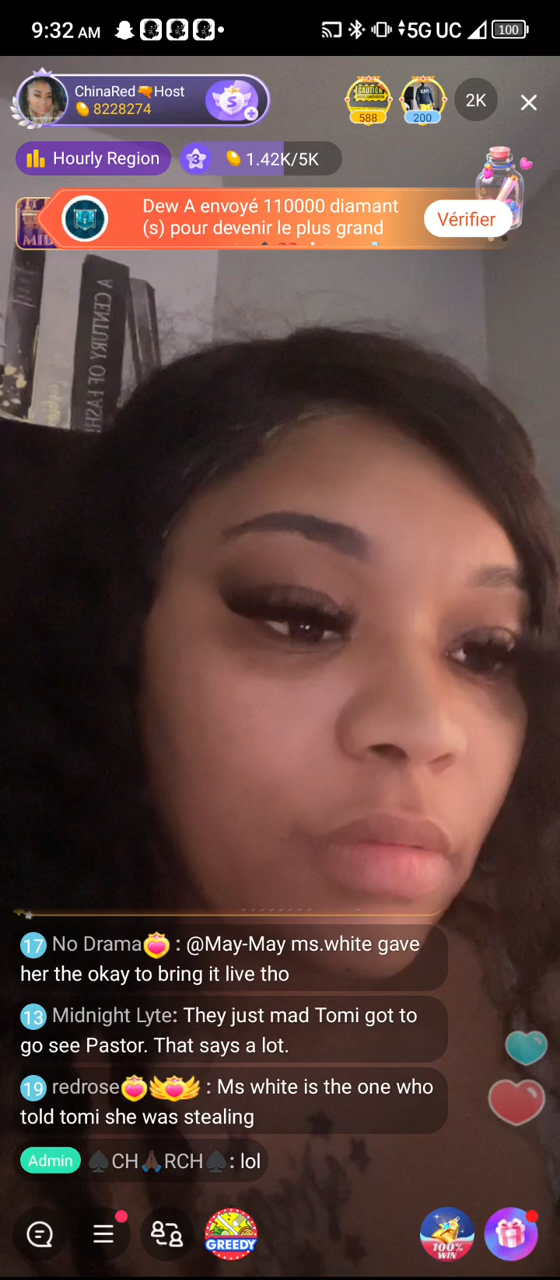 9:32 AM
5G UC
100
ChinaRed Host
8228274
S
588
200
2K
Hourly Region
3
1.42K/5K
Dew A envoyé 110000 diamant
(s) pour devenir le plus grand
Vérifier
17 No Drama : @May-May ms.white gave
her the okay to bring it live tho
13 Midnight Lyte: They just mad Tomi got to
go see Pastor. That says a lot.
19 redrose : Ms white is the one who
told tomi she was stealing
Admin ♠️CH🙏🏾RCH♠️: lol
GREEDY
100%
WIN